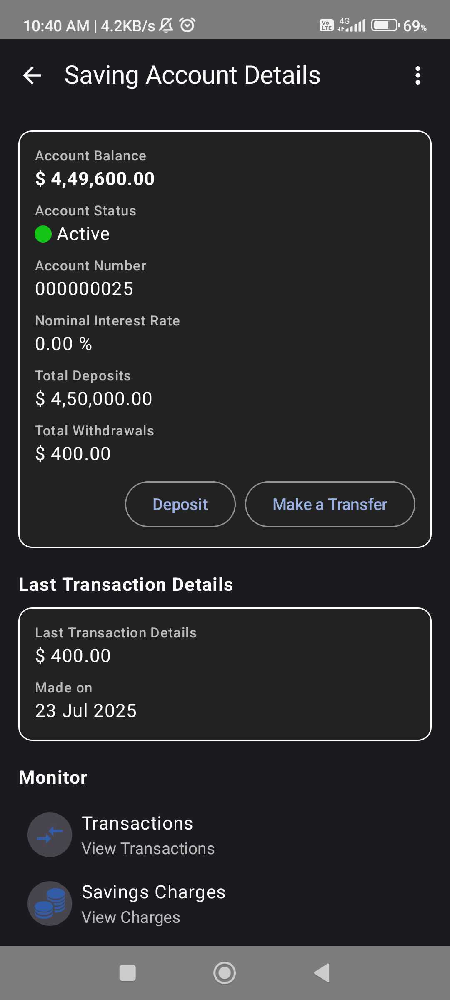 10:40 AM | 4.2KB/s Vo LTE 4G 69%
Saving Account Details
Account Balance
$ 4,49,600.00
Account Status
Active
Account Number
000000025
Nominal Interest Rate
0.00 %
Total Deposits
$ 4,50,000.00
Total Withdrawals
$ 400.00
Deposit Make a Transfer
Last Transaction Details
Last Transaction Details
$ 400.00
Made on
23 Jul 2025
Monitor
Transactions
View Transactions
Savings Charges
View Charges